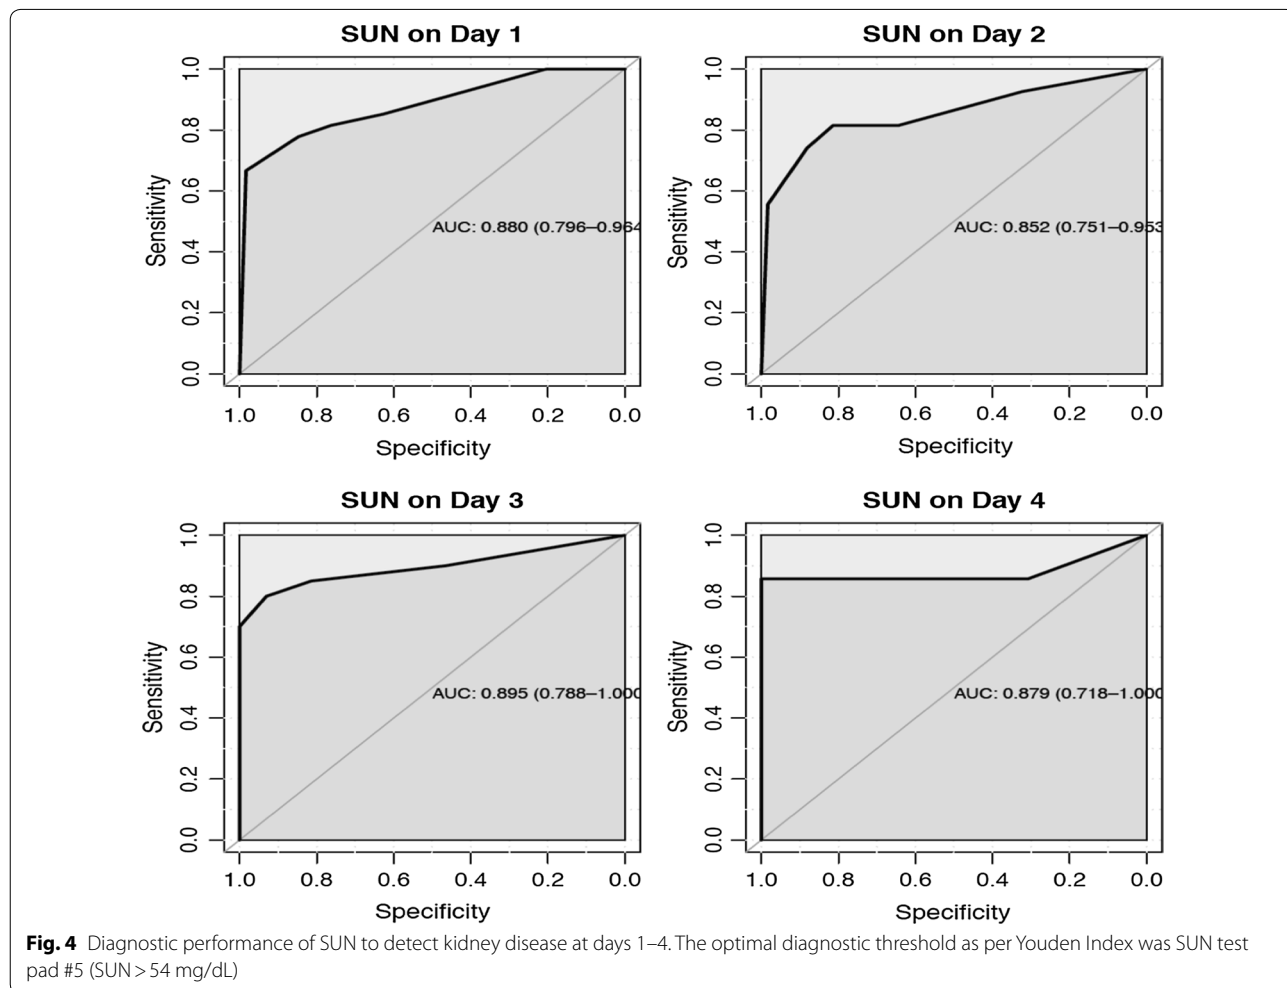 SUN on Day 1
SUN on Day 2
Sensitivity
0.0 0.2 0.4 0.6 0.8 1.0
AUC: 0.880 (0.796–0.964
1.0 0.8 0.6 0.4 0.2 0.0
Specificity
Sensitivity
0.0 0.2 0.4 0.6 0.8 1.0
AUC: 0.852 (0.751–0.953
1.0 0.8 0.6 0.4 0.2 0.0
Specificity
SUN on Day 3
SUN on Day 4
Sensitivity
0.0 0.2 0.4 0.6 0.8 1.0
AUC: 0.895 (0.788–1.000
1.0 0.8 0.6 0.4 0.2 0.0
Specificity
Sensitivity
0.0 0.2 0.4 0.6 0.8 1.0
AUC: 0.879 (0.718–1.000
1.0 0.8 0.6 0.4 0.2 0.0
Specificity
Fig. 4 Diagnostic performance of SUN to detect kidney disease at days 1–4. The optimal diagnostic threshold as per Youden Index was SUN test
pad #5 (SUN > 54 mg/dL)